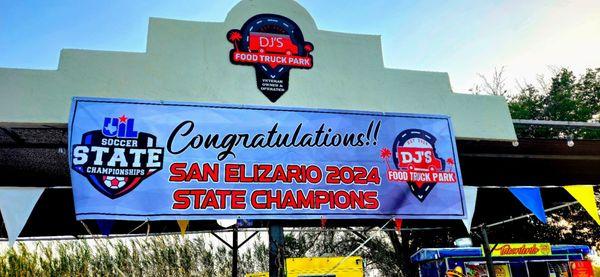 DJ'S
FOOD TRUCK PARK
VETERAN
OWNED &
OPERATED
UIL
SOCCER
STATE
CHAMPIONSHIPS
Congratulations!!
SAN ELIZARIO 2024
STATE CHAMPIONS
DJ'S
FOOD TRUCK PARK